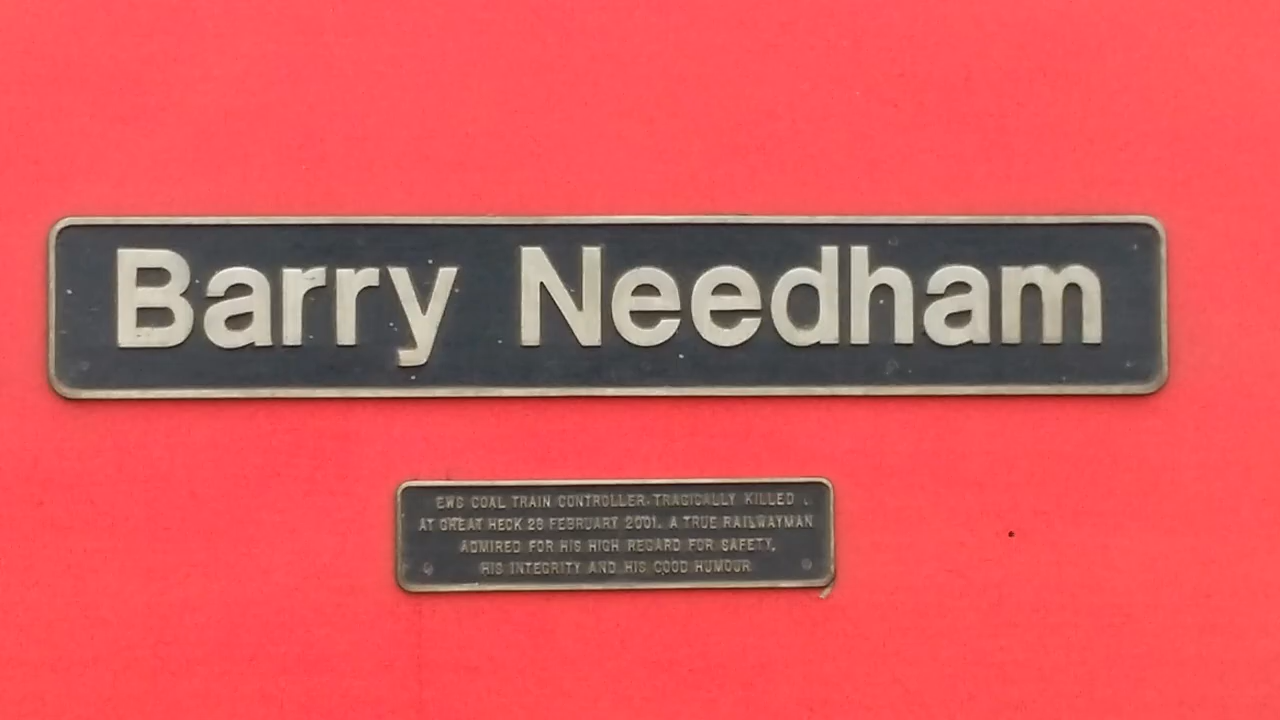 Barry Needham
EWS COAL TRAIN CONTROLLER. TRAGICALLY KILLED
AT GREAT HECK 28 FEBRUARY 2001. A TRUE RAILWAYMAN
ADMIRED FOR HIS HIGH REGARD FOR SAFETY,
HIS INTEGRITY AND HIS GOOD HUMOUR